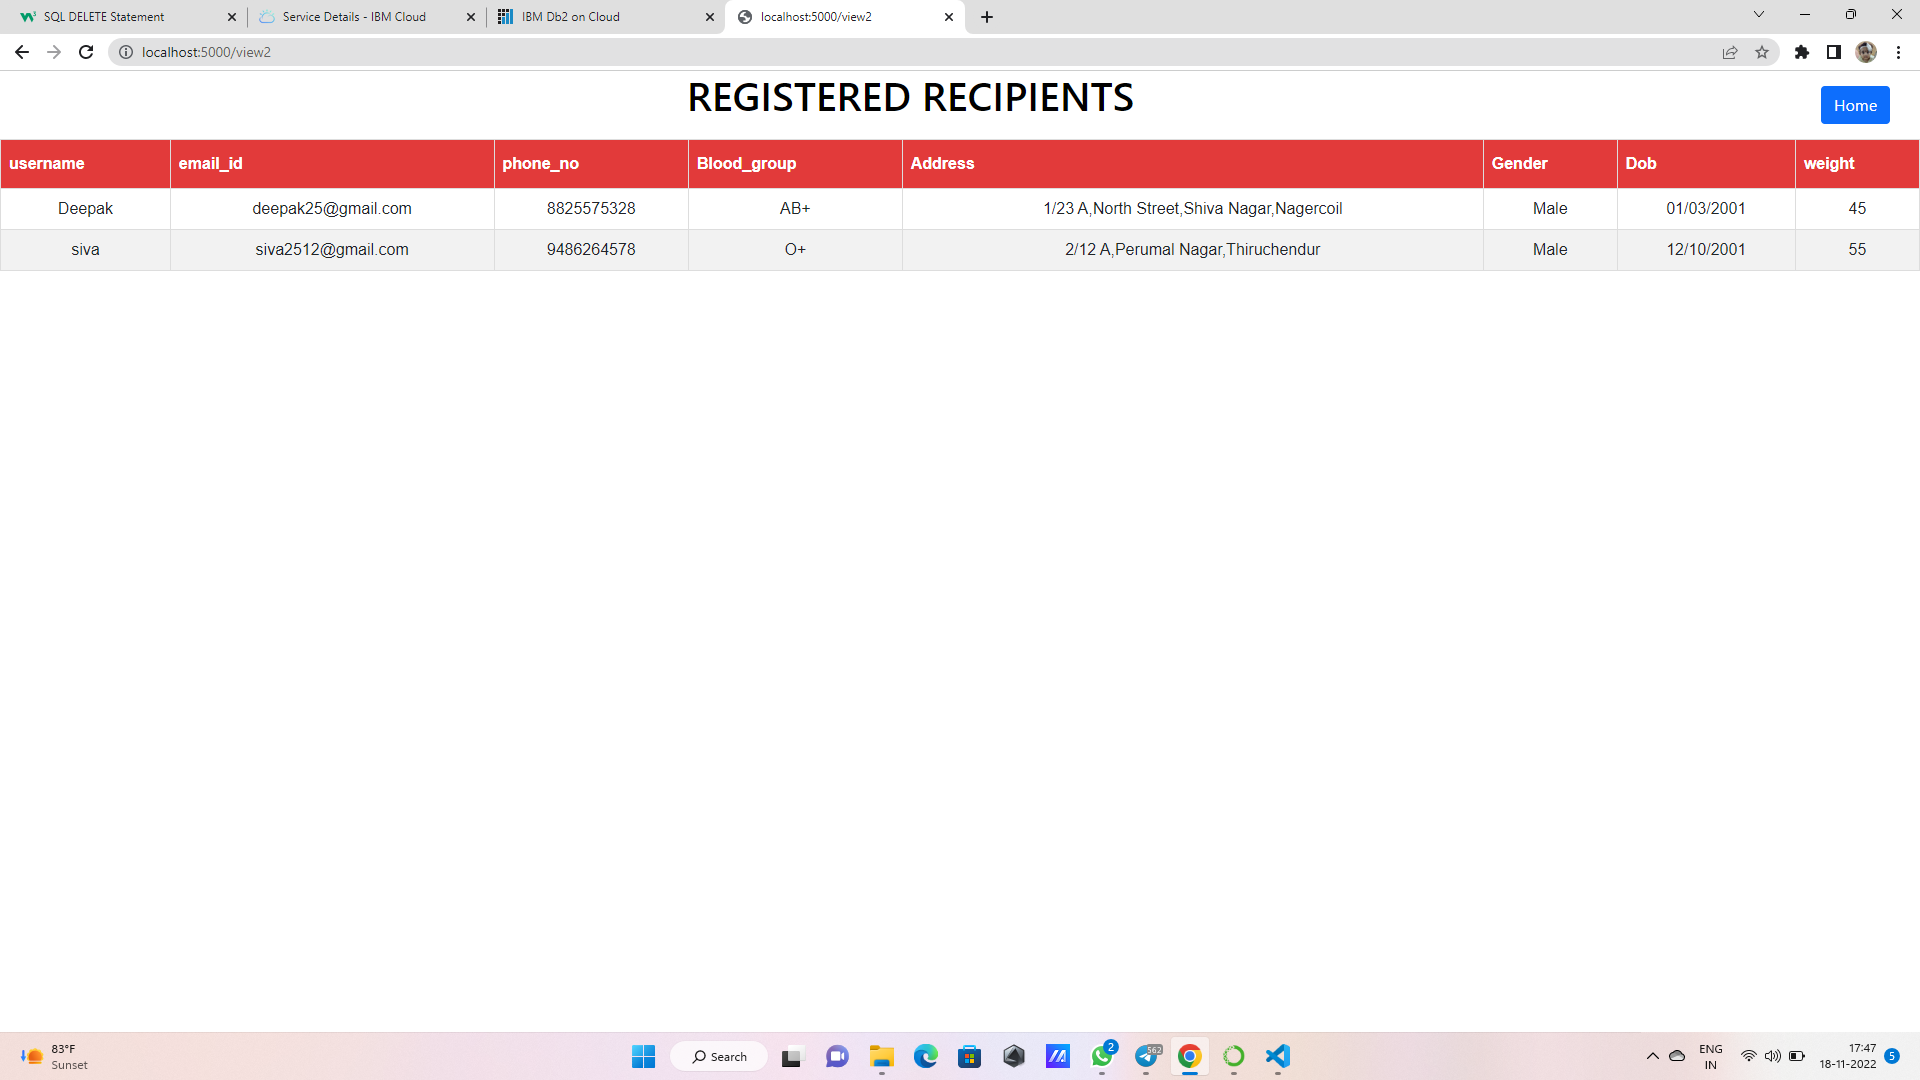 SQL DELETE Statement
Service Details - IBM Cloud
IBM Db2 on Cloud
localhost:5000/view2
localhost:5000/view2
REGISTERED RECIPIENTS
Home
username email_id phone_no Blood_group Address Gender Dob weight
Deepak deepak25@gmail.com 8825575328 AB+ 1/23 A,North Street,Shiva Nagar,Nagercoil Male 01/03/2001 45
siva siva2512@gmail.com 9486264578 O+ 2/12 A,Perumal Nagar,Thiruchendur Male 12/10/2001 55
83°F
Sunset
Search
2
562
ENG
IN
17:47
18-11-2022
5